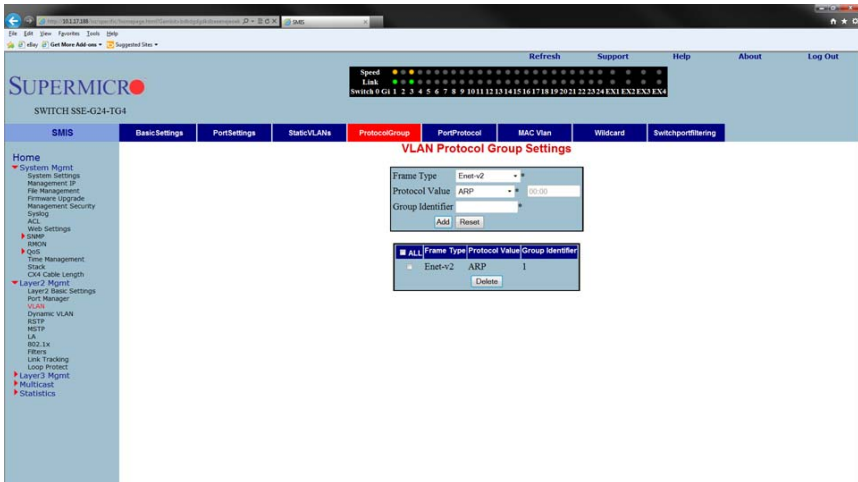 SMIS
File Edit View Favorites Tools Help
eBay Get More Add-ons Suggested Sites
Refresh Support Help About Log Out
SUPERMICRO
SWITCH SSE-G24-TG4
Speed
Link
Switch 0 Gi 1 2 3 4 5 6 7 8 9 10 11 12 13 14 15 16 17 18 19 20 21 22 23 24 EX1 EX2 EX3 EX4
SMIS BasicSettings PortSettings StaticVLANs ProtocolGroup PortProtocol MAC Vlan Wildcard Switchportfiltering
VLAN Protocol Group Settings
Home
System Mgmt
System Settings
Management IP
File Management
Firmware Upgrade
Management Security
Syslog
ACL
Web Settings
SNMP
RMON
QoS
Time Management
Stack
CX4 Cable Length
Layer2 Mgmt
Layer2 Basic Settings
Port Manager
VLAN
Dynamic VLAN
RSTP
MSTP
LA
802.1x
Filters
Link Tracking
Loop Protect
Layer3 Mgmt
Multicast
Statistics
Frame Type Enet-v2 *
Protocol Value ARP * 00:00
Group Identifier *
Add Reset
ALL Frame Type Protocol Value Group Identifier
Enet-v2 ARP 1
Delete